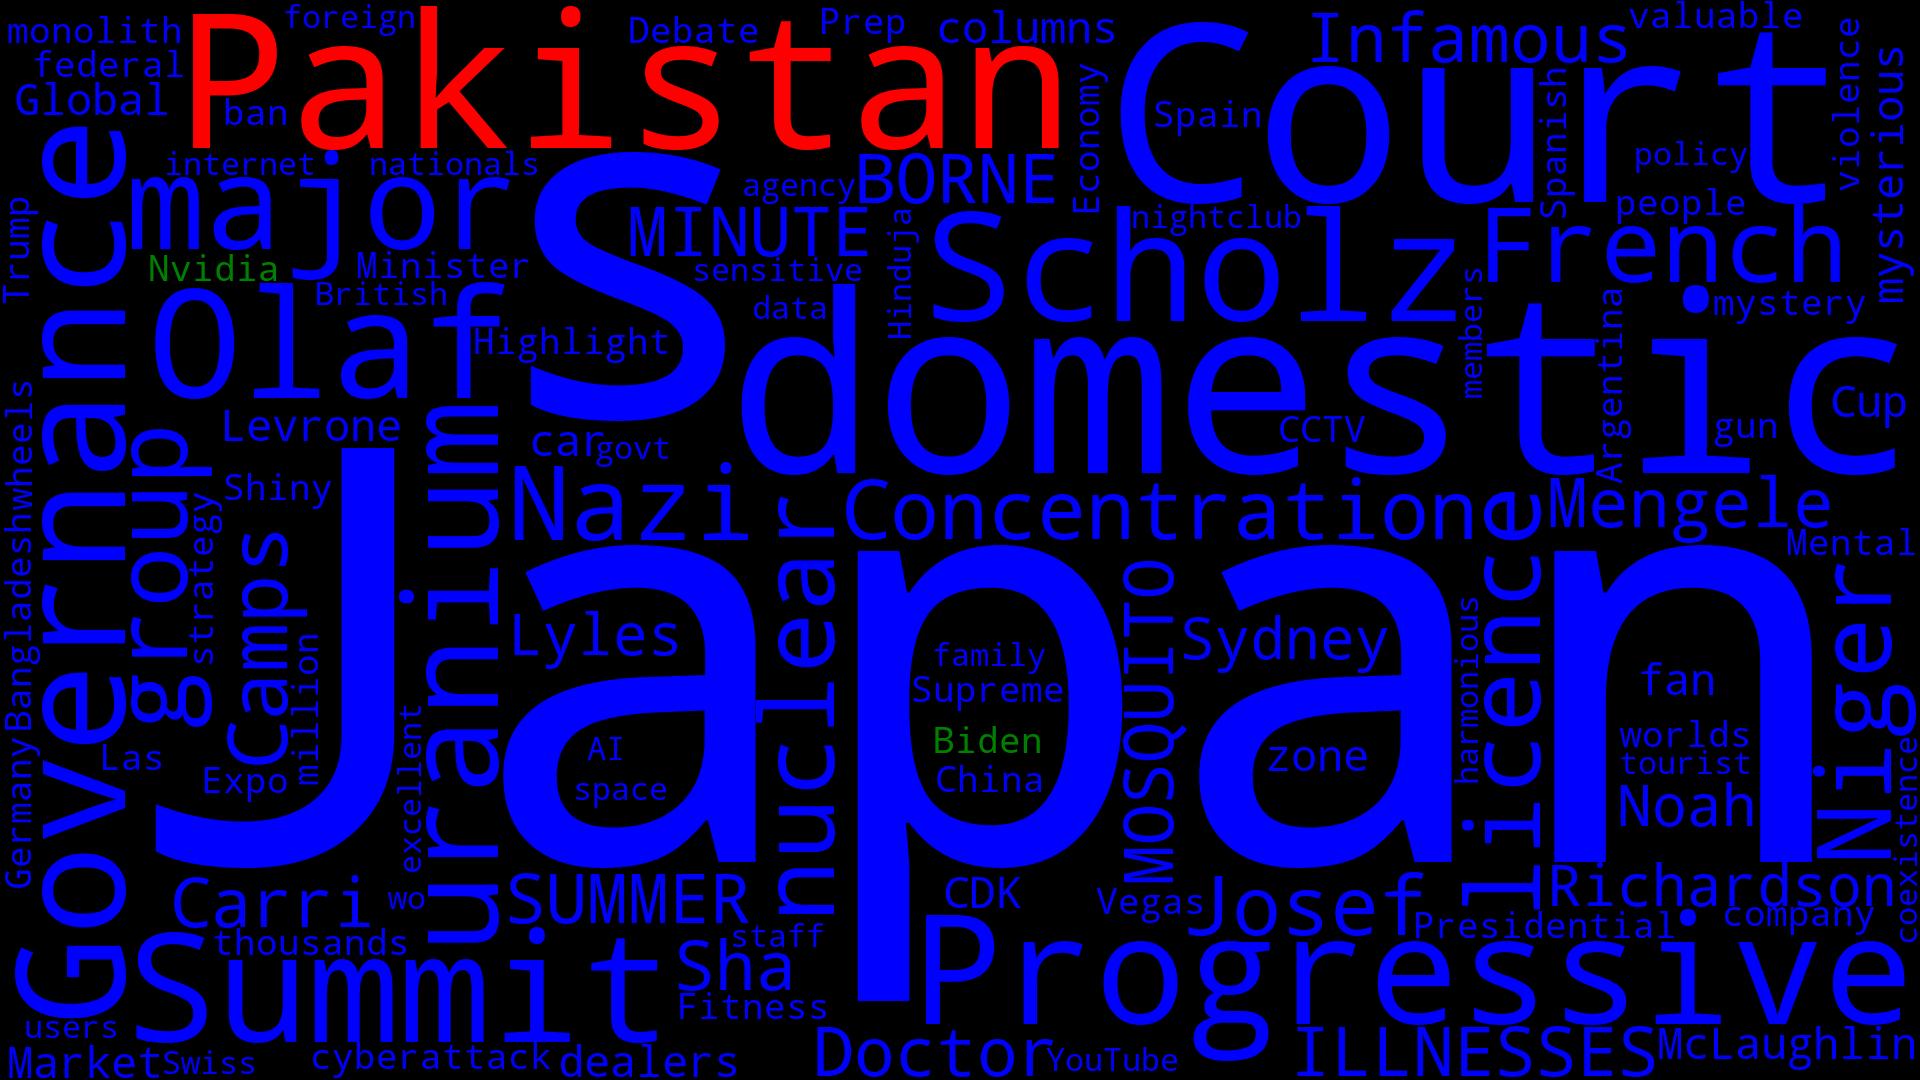 monolith
foreign
Pakistan
Debate
Prep
columns
Court
Infamous
valuable
federal
Global
ban
Economy
Spain
Spanish
policy
violence
mysterious
internet
nationals
major
S
agency
BORNE
people
Governance
Trump
Nvidia
Minister
British
MINUTE
sensitive
data
Hinduja
Scholz
nightclub
French
members
Argentina
mystery
Olaf
Highlight
domestic
CCTV
gun
Cup
Levrone
car
govt
Bangladeshwheels
group
uranium
Shiny
Nazi
nuclear
Concentratione
licence
Mengele
Mental
strategy
Camps
Japan
million
Lyles
family
Supreme
Biden
China
MOSQUITO
Sydney
harmonious
fan
worlds
tourist
Noah
Niger
Germany
Las
Expo
excellent
AI
space
zone
coexistence
Carri
wo
SUMMER
CDK
Vegas
Josef
Richardson
Presidential
company
thousands
Summit
staff
Sha
Fitness
Progressive
users
Market
Swiss
cyberattack
dealers
Doctor
YouTube
ILLNESSES
McLaughlin